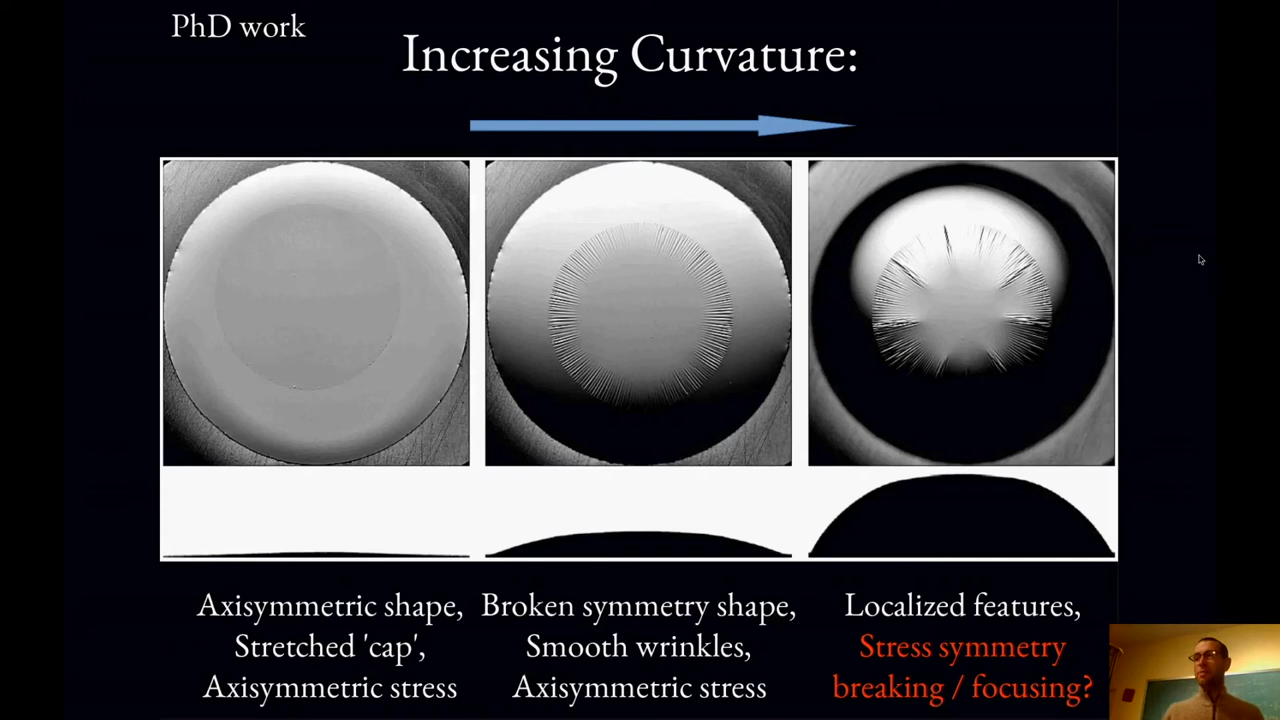 PhD work
Increasing Curvature:
Axisymmetric shape,
Stretched 'cap',
Axisymmetric stress
Broken symmetry shape,
Smooth wrinkles,
Axisymmetric stress
Localized features,
Stress symmetry
breaking / focusing?